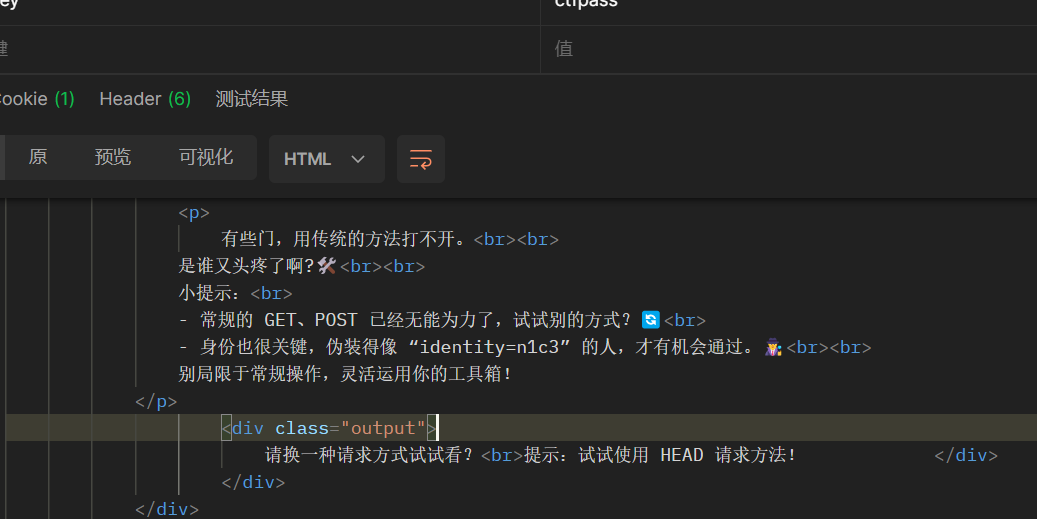 ey ctfpass
键 值
Cookie (1) Header (6) 测试结果
原 预览 可视化 HTML
<p>
有些门，用传统的方法打不开。<br><br>
是谁又头疼了啊？🛠️<br><br>
小提示：<br>
- 常规的 GET、POST 已经无能为力了，试试别的方式？🔄<br>
- 身份也很关键，伪装得像 “identity=n1c3” 的人，才有机会通过。🕵️‍♀️<br><br>
别局限于常规操作，灵活运用你的工具箱！
</p>
<div class="output">
请换一种请求方式试试看？<br>提示：试试使用 HEAD 请求方法！ </div>
</div>
</div>